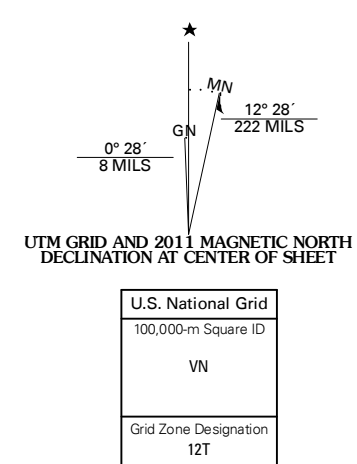 MN
12° 28´
222 MILS
GN
0° 28´
8 MILS
UTM GRID AND 2011 MAGNETIC NORTH
DECLINATION AT CENTER OF SHEET
U.S. National Grid
100,000-m Square ID
VN
Grid Zone Designation
12T